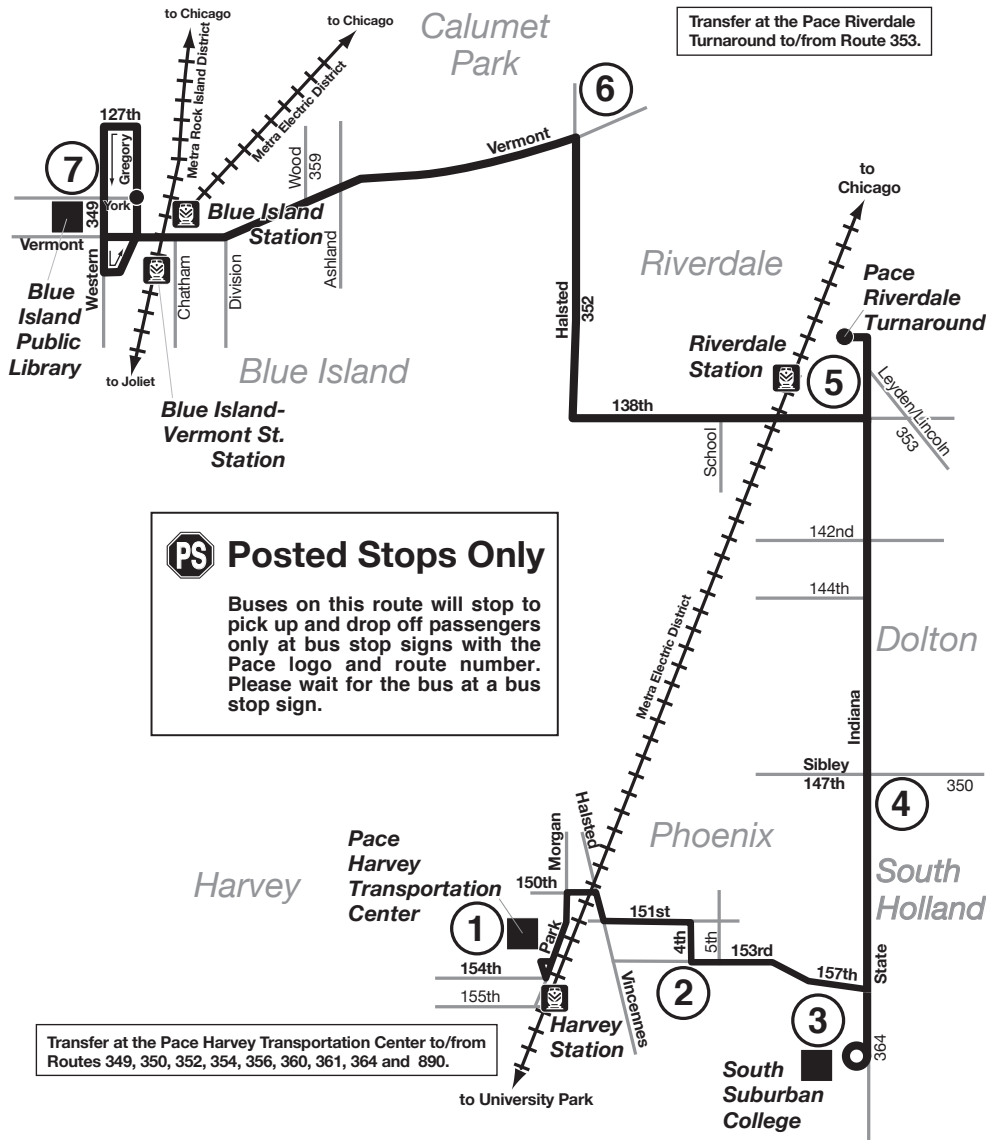 to Chicago
to Chicago
Calumet
Park
Transfer at the Pace Riverdale
Turnaround to/from Route 353.
Metra Rock Island District
Metra Electric District
6
127th
Gregory
Wood
359
Vermont
7
York
349
Blue Island
Station
Ashland
to
Chicago
Vermont
Western
Chatham
Division
Riverdale
Pace
Riverdale
Turnaround
Blue
Island
Public
Library
Halsted
352
Riverdale
Station
5
Leyden/Lincoln
353
to Joliet
Blue Island
Blue Island-
Vermont St.
Station
138th
School
PS Posted Stops Only
Buses on this route will stop to
pick up and drop off passengers
only at bus stop signs with the
Pace logo and route number.
Please wait for the bus at a bus
stop sign.
142nd
144th
Dolton
Metra Electric District
Indiana
Sibley
147th
350
4
Halsted
Morgan
Phoenix
Pace
Harvey
Transportation
Center
Harvey
150th
South
Holland
1
Park
151st
4th
5th
153rd
State
154th
155th
2
157th
Vincennes
3
Harvey
Station
364
Transfer at the Pace Harvey Transportation Center to/from
Routes 349, 350, 352, 354, 356, 360, 361, 364 and 890.
South
Suburban
College
to University Park